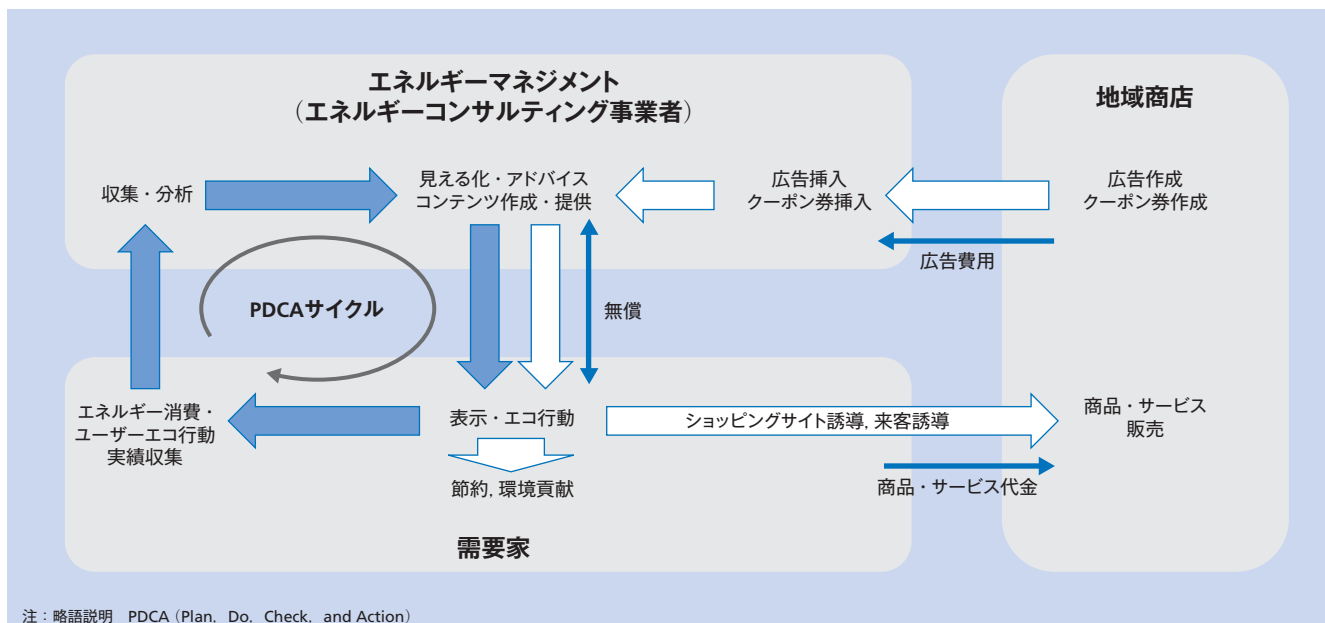 エネルギーマネジメント
（エネルギーコンサルティング事業者）
地域商店
収集・分析
見える化・アドバイス
コンテンツ作成・提供
広告挿入
クーポン券挿入
広告作成
クーポン券作成
広告費用
PDCAサイクル
無償
エネルギー消費・
ユーザーエコ行動
実績収集
表示・エコ行動
ショッピングサイト誘導, 来客誘導
商品・サービス
販売
節約, 環境貢献
商品・サービス代金
需要家
注：略語説明　PDCA（Plan, Do, Check, and Action）